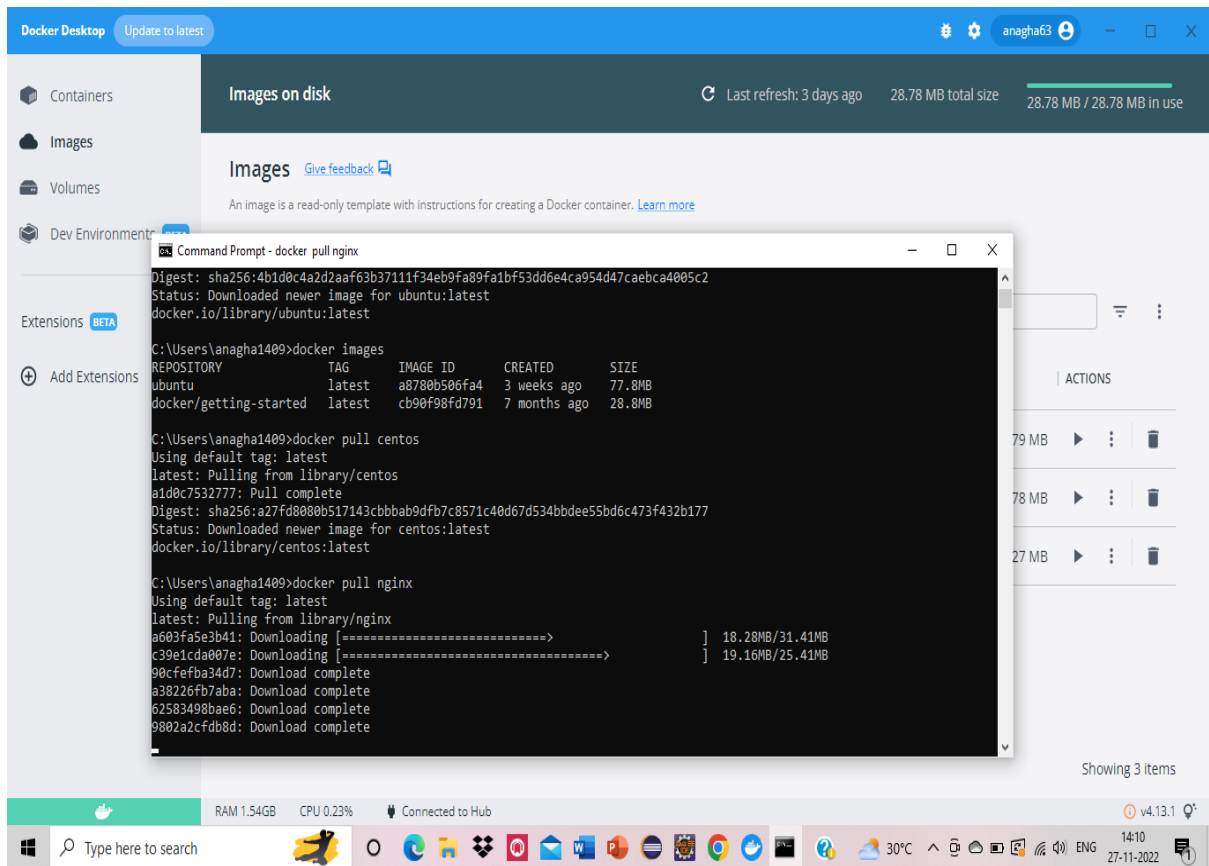 Docker Desktop Update to latest anagha63
Containers
Images
Volumes
Dev Environments
Extensions BETA
Add Extensions
Images on disk Last refresh: 3 days ago 28.78 MB total size 28.78 MB / 28.78 MB in use
Images Give feedback
An image is a read-only template with instructions for creating a Docker container. Learn more
Command Prompt - docker pull nginx
Digest: sha256:4b1d0c4a2d2aaf63b37111f34eb9fa89fa1bf53dd6e4ca954d47caebca4005c2
Status: Downloaded newer image for ubuntu:latest
docker.io/library/ubuntu:latest
C:\Users\anagha1409>docker images
REPOSITORY TAG IMAGE ID CREATED SIZE
ubuntu latest a8780b506fa4 3 weeks ago 77.8MB
docker/getting-started latest cb90f98fd791 7 months ago 28.8MB
C:\Users\anagha1409>docker pull centos
Using default tag: latest
latest: Pulling from library/centos
a1d0c7532777: Pull complete
Digest: sha256:a27fd8080b517143cbbbab9dfb7c8571c40d67d534bbdee55bd6c473f432b177
Status: Downloaded newer image for centos:latest
docker.io/library/centos:latest
C:\Users\anagha1409>docker pull nginx
Using default tag: latest
latest: Pulling from library/nginx
a603fa5e3b41: Downloading [=============================> ] 18.28MB/31.41MB
c39e1cda007e: Downloading [=====================================> ] 19.16MB/25.41MB
90cfefba34d7: Download complete
a38226fb7aba: Download complete
62583498bae6: Download complete
9802a2cfdb8d: Download complete
ACTIONS
79 MB
78 MB
27 MB
Showing 3 items
RAM 1.54GB CPU 0.23% Connected to Hub v4.13.1
Type here to search 30°C ENG 14:10
27-11-2022